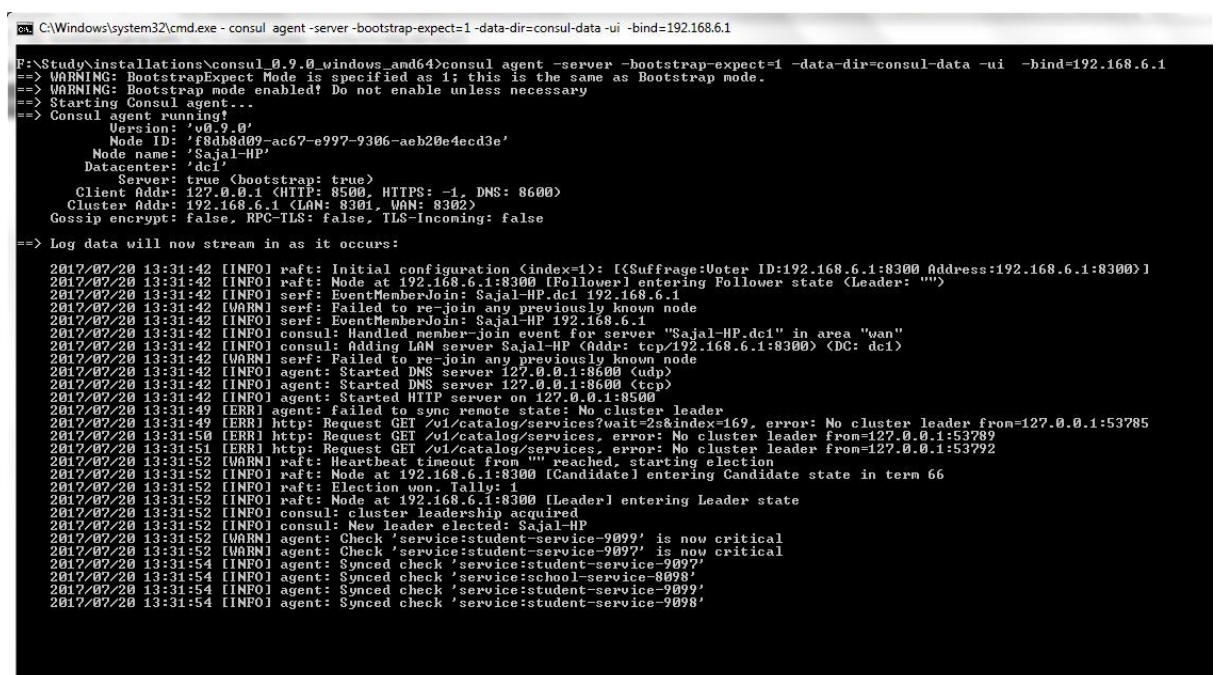 C:\Windows\system32\cmd.exe - consul agent -server -bootstrap-expect=1 -data-dir=consul-data -ui -bind=192.168.6.1
F:\Study\installations\consul_0.9.0_windows_amd64>consul agent -server -bootstrap-expect=1 -data-dir=consul-data -ui -bind=192.168.6.1
==> WARNING: BootstrapExpect Mode is specified as 1; this is the same as Bootstrap mode.
==> WARNING: Bootstrap mode enabled! Do not enable unless necessary
==> Starting Consul agent...
==> Consul agent running!
Version: 'v0.9.0'
Node ID: 'f8db8d09-ac67-e997-9306-aeb20e4ecd3e'
Node name: 'Sajal-HP'
Datacenter: 'dc1'
Server: true (bootstrap: true)
Client Addr: 127.0.0.1 (HTTP: 8500, HTTPS: -1, DNS: 8600)
Cluster Addr: 192.168.6.1 (LAN: 8301, WAN: 8302)
Gossip encrypt: false, RPC-TLS: false, TLS-Incoming: false
==> Log data will now stream in as it occurs:
2017/07/20 13:31:42 [INFO] raft: Initial configuration (index=1): [{Suffrage:Voter ID:192.168.6.1:8300 Address:192.168.6.1:8300}]
2017/07/20 13:31:42 [INFO] raft: Node at 192.168.6.1:8300 [Follower] entering Follower state (Leader: "")
2017/07/20 13:31:42 [INFO] serf: EventMemberJoin: Sajal-HP.dc1 192.168.6.1
2017/07/20 13:31:42 [WARN] serf: Failed to re-join any previously known node
2017/07/20 13:31:42 [INFO] serf: EventMemberJoin: Sajal-HP 192.168.6.1
2017/07/20 13:31:42 [INFO] consul: Handled member-join event for server "Sajal-HP.dc1" in area "wan"
2017/07/20 13:31:42 [INFO] consul: Adding LAN server Sajal-HP (Addr: tcp/192.168.6.1:8300) (DC: dc1)
2017/07/20 13:31:42 [WARN] serf: Failed to re-join any previously known node
2017/07/20 13:31:42 [INFO] agent: Started DNS server 127.0.0.1:8600 (udp)
2017/07/20 13:31:42 [INFO] agent: Started DNS server 127.0.0.1:8600 (tcp)
2017/07/20 13:31:42 [INFO] agent: Started HTTP server on 127.0.0.1:8500
2017/07/20 13:31:49 [ERR] agent: failed to sync remote state: No cluster leader
2017/07/20 13:31:49 [ERR] http: Request GET /v1/catalog/services?wait=2s&index=169, error: No cluster leader from=127.0.0.1:53785
2017/07/20 13:31:50 [ERR] http: Request GET /v1/catalog/services, error: No cluster leader from=127.0.0.1:53789
2017/07/20 13:31:51 [ERR] http: Request GET /v1/catalog/services, error: No cluster leader from=127.0.0.1:53792
2017/07/20 13:31:52 [WARN] raft: Heartbeat timeout from "" reached, starting election
2017/07/20 13:31:52 [INFO] raft: Node at 192.168.6.1:8300 [Candidate] entering Candidate state in term 66
2017/07/20 13:31:52 [INFO] raft: Election won. Tally: 1
2017/07/20 13:31:52 [INFO] raft: Node at 192.168.6.1:8300 [Leader] entering Leader state
2017/07/20 13:31:52 [INFO] consul: cluster leadership acquired
2017/07/20 13:31:52 [INFO] consul: New leader elected: Sajal-HP
2017/07/20 13:31:52 [WARN] agent: Check 'service:student-service-9099' is now critical
2017/07/20 13:31:52 [WARN] agent: Check 'service:student-service-9097' is now critical
2017/07/20 13:31:54 [INFO] agent: Synced check 'service:student-service-9097'
2017/07/20 13:31:54 [INFO] agent: Synced check 'service:school-service-8098'
2017/07/20 13:31:54 [INFO] agent: Synced check 'service:student-service-9099'
2017/07/20 13:31:54 [INFO] agent: Synced check 'service:student-service-9098'